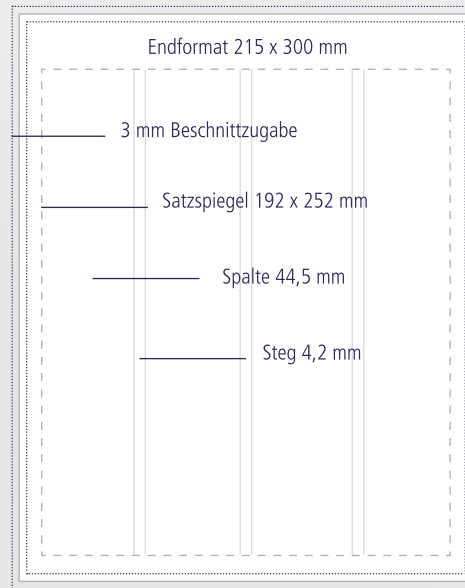 Endformat 215 x 300 mm
3 mm Beschnittzugabe
Satzspiegel 192 x 252 mm
Spalte 44,5 mm
Steg 4,2 mm